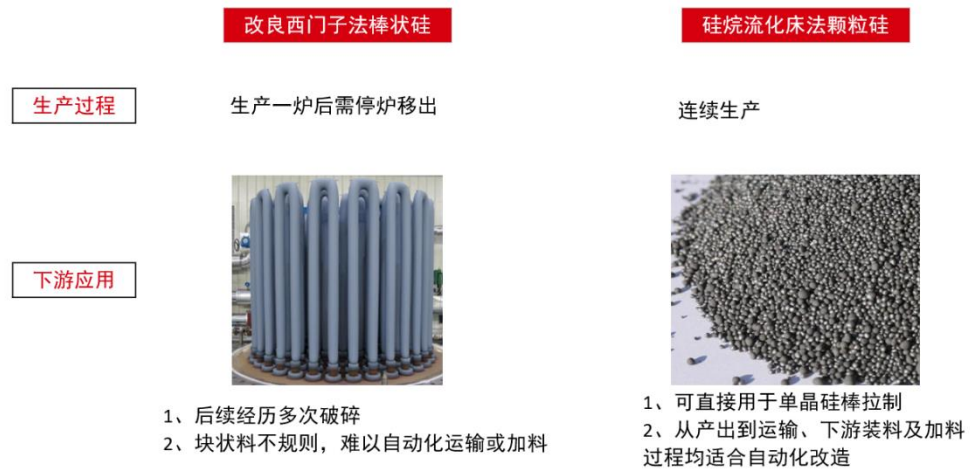 改良西门子法棒状硅
硅烷流化床法颗粒硅
生产过程
生产一炉后需停炉移出
连续生产
下游应用
1、后续经历多次破碎
2、块状料不规则，难以自动化运输或加料
1、可直接用于单晶硅棒拉制
2、从产出到运输、下游装料及加料
过程均适合自动化改造